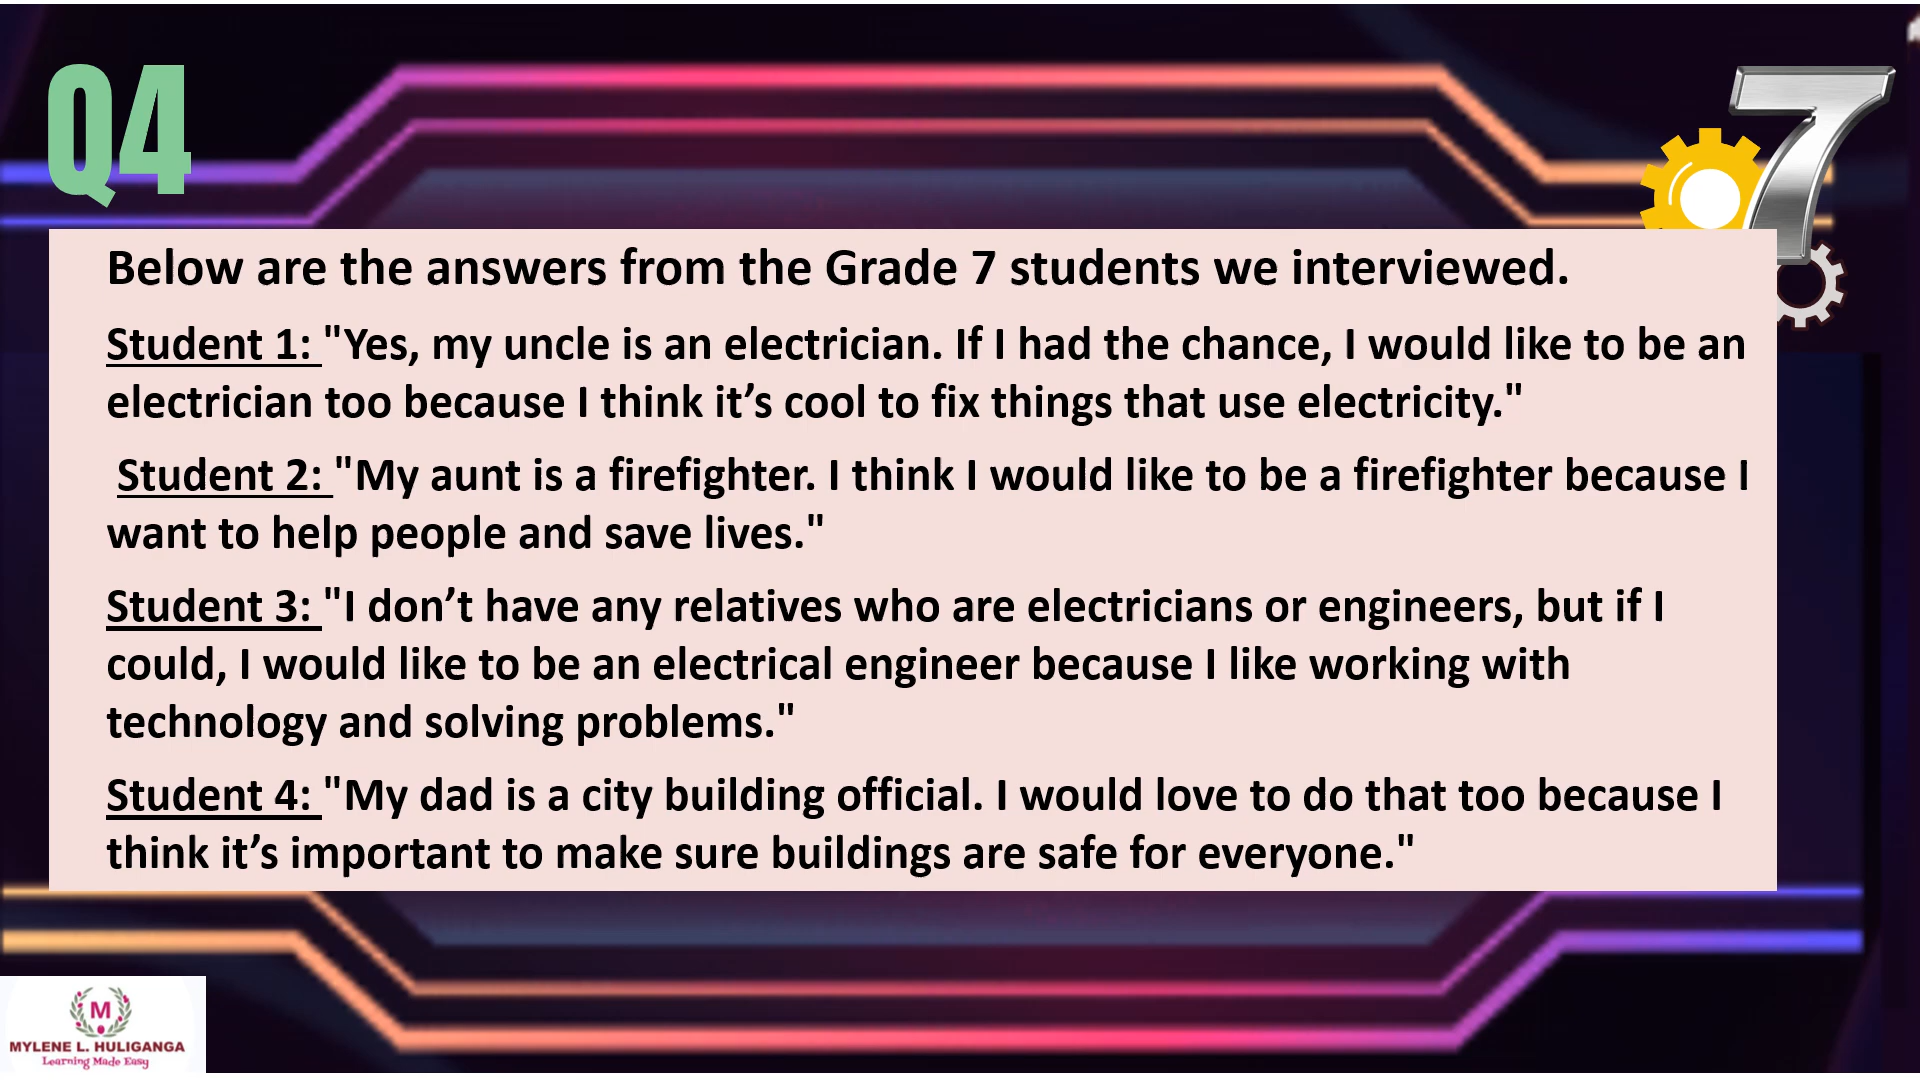 Q4
7
Below are the answers from the Grade 7 students we interviewed.
Student 1: "Yes, my uncle is an electrician. If I had the chance, I would like to be an
electrician too because I think it’s cool to fix things that use electricity."
Student 2: "My aunt is a firefighter. I think I would like to be a firefighter because I
want to help people and save lives."
Student 3: "I don’t have any relatives who are electricians or engineers, but if I
could, I would like to be an electrical engineer because I like working with
technology and solving problems."
Student 4: "My dad is a city building official. I would love to do that too because I
think it’s important to make sure buildings are safe for everyone."
M
MYLENE L. HULIGANGA
Learning Made Easy